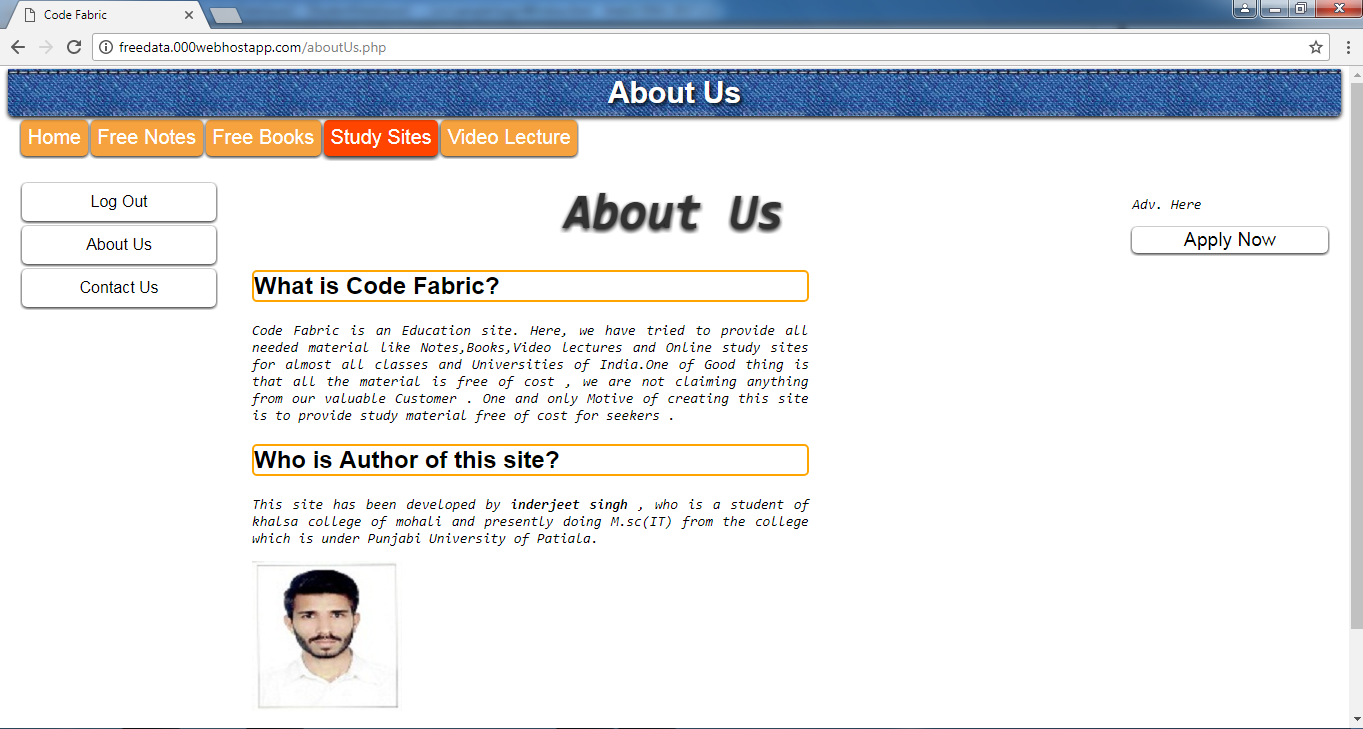 Code Fabric
freedata.000webhostapp.com/aboutUs.php
About Us
Home Free Notes Free Books Study Sites Video Lecture
Log Out
About Us
Contact Us
About Us
What is Code Fabric?
Code Fabric is an Education site. Here, we have tried to provide all
needed material like Notes,Books,Video lectures and Online study sites
for almost all classes and Universities of India.One of Good thing is
that all the material is free of cost , we are not claiming anything
from our valuable Customer . One and only Motive of creating this site
is to provide study material free of cost for seekers .
Who is Author of this site?
This site has been developed by inderjeet singh , who is a student of
khalsa college of mohali and presently doing M.sc(IT) from the college
which is under Punjabi University of Patiala.
Adv. Here
Apply Now